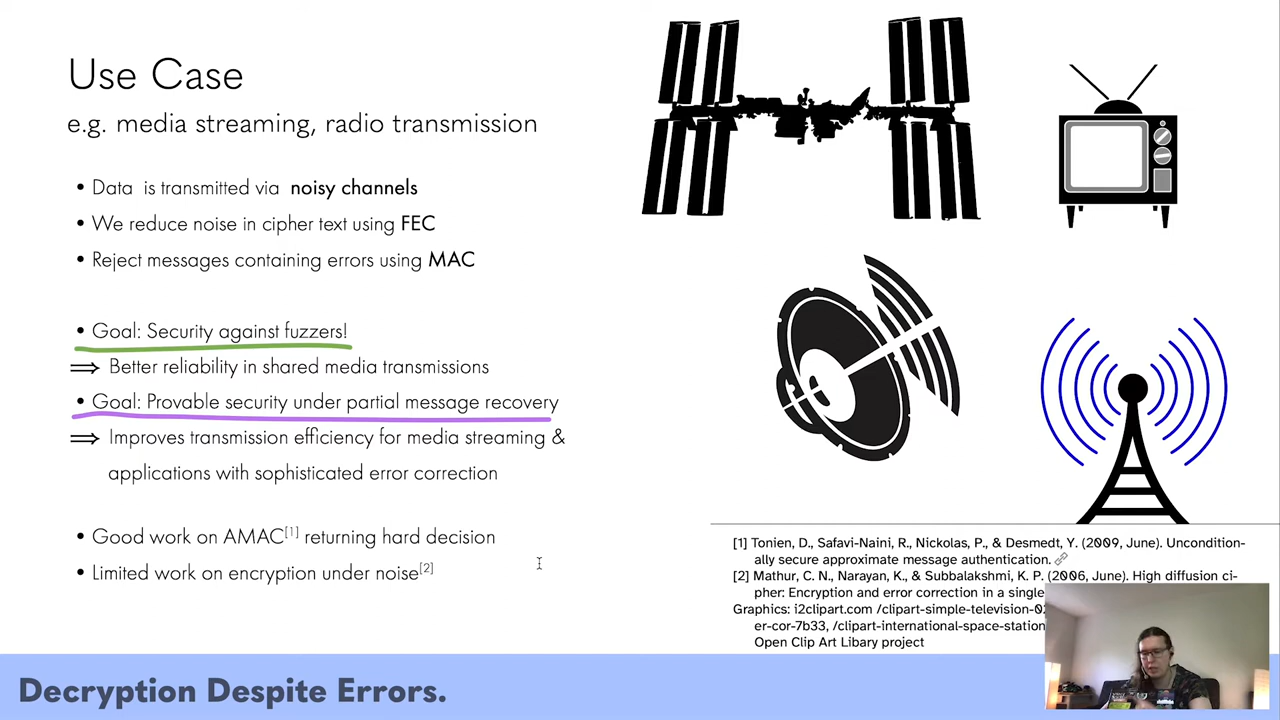 Use Case
e.g. media streaming, radio transmission
• Data is transmitted via noisy channels
• We reduce noise in cipher text using FEC
• Reject messages containing errors using MAC
• Goal: Security against fuzzers!
⇒ Better reliability in shared media transmissions
• Goal: Provable security under partial message recovery
⇒ Improves transmission efficiency for media streaming &
applications with sophisticated error correction
• Good work on AMAC[1] returning hard decision
• Limited work on encryption under noise[2]
[1] Tonien, D., Safavi-Naini, R., Nickolas, P., & Desmedt, Y. (2009, June). Uncondition-
ally secure approximate message authentication.
[2] Mathur, C. N., Narayan, K., & Subbalakshmi, K. P. (2006, June). High diffusion ci-
pher: Encryption and error correction in a single
Graphics: i2clipart.com /clipart-simple-television-
er-cor-7b33, /clipart-international-space-station
Open Clip Art Libary project
Decryption Despite Errors.